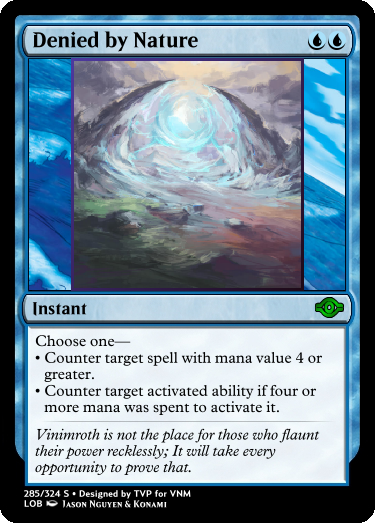 Denied by Nature
Instant
Choose one—
• Counter target spell with mana value 4 or
greater.
• Counter target activated ability if four or
more mana was spent to activate it.
Vinimroth is not the place for those who flaunt
their power recklessly; It will take every
opportunity to prove that.
285/324 S • Designed by TVP for VNM
LOB Jason Nguyen & Konami